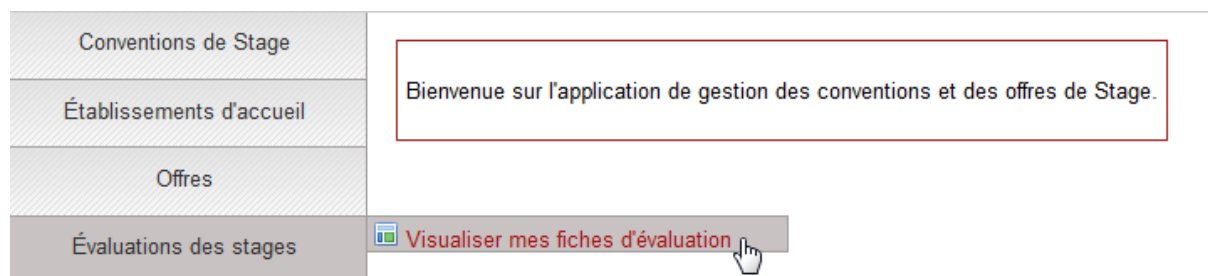 Conventions de Stage
Bienvenue sur l'application de gestion des conventions et des offres de Stage.
Établissements d'accueil
Offres
Évaluations des stages
Visualiser mes fiches d'évaluation